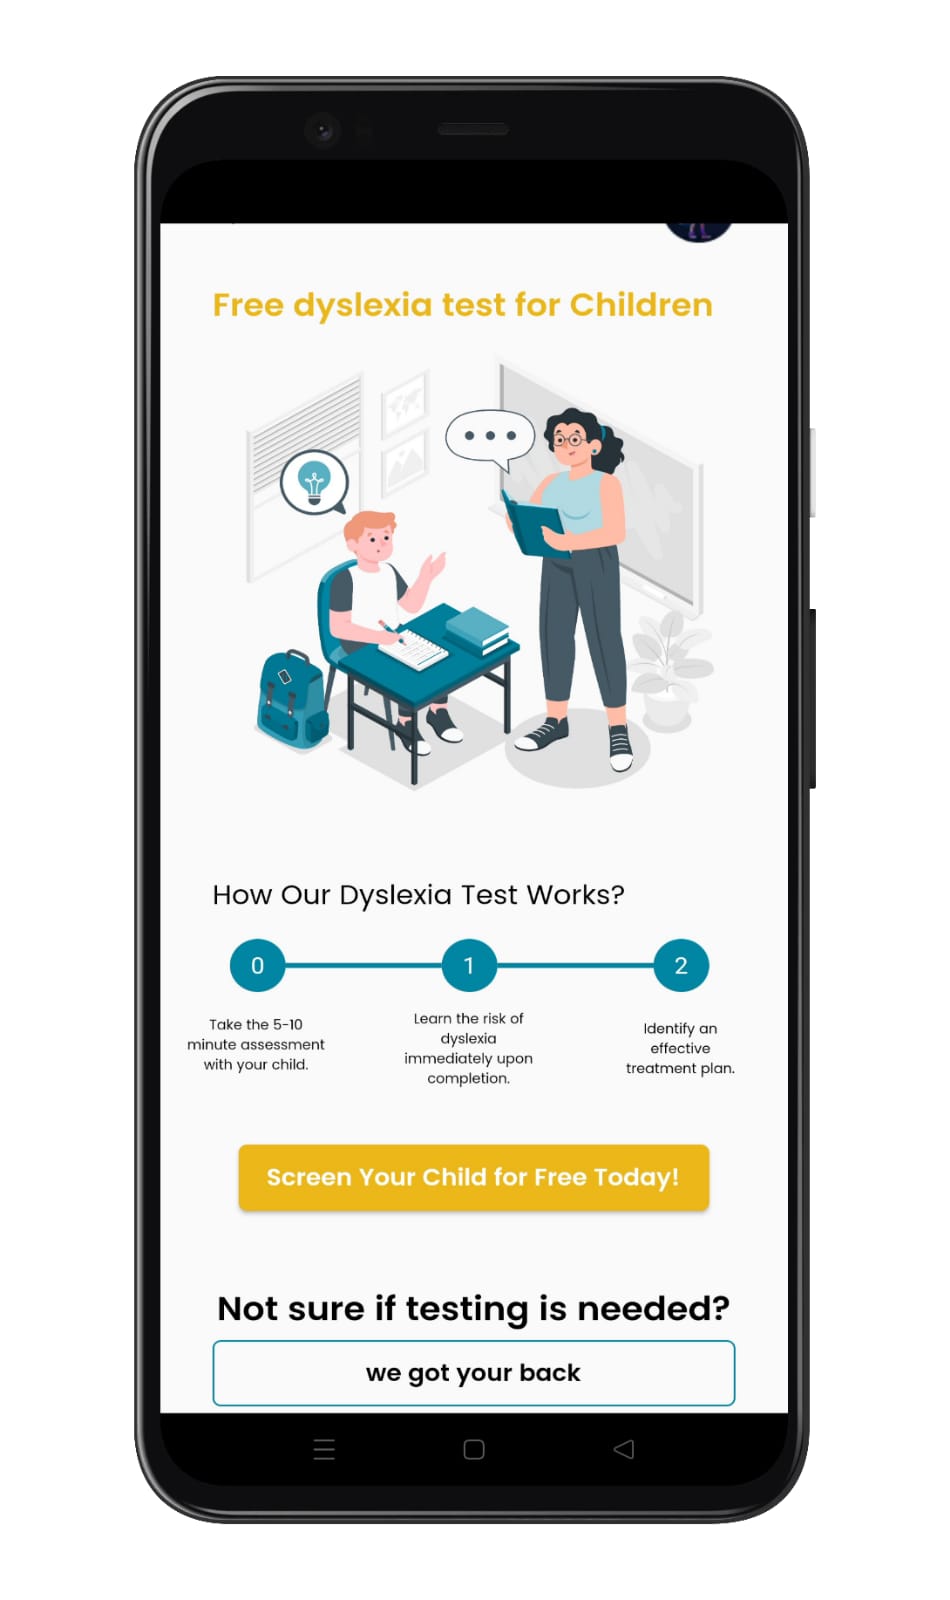 Free dyslexia test for Children
How Our Dyslexia Test Works?
0
1
2
Take the 5-10
minute assessment
with your child.
Learn the risk of
dyslexia
immediately upon
completion.
Identify an
effective
treatment plan.
Screen Your Child for Free Today!
Not sure if testing is needed?
we got your back